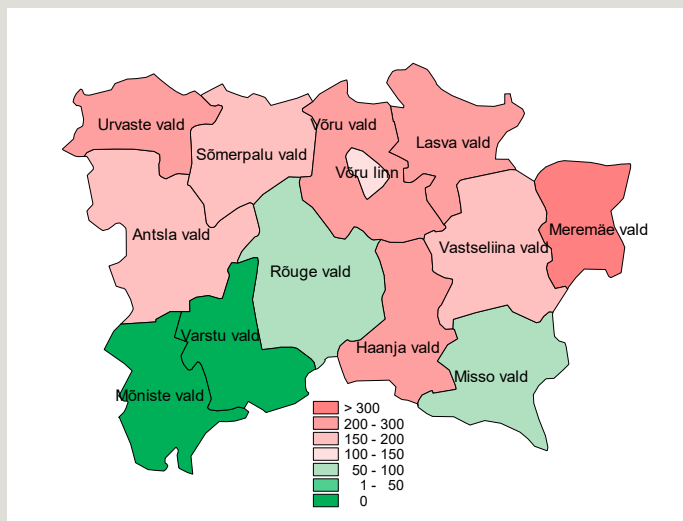 Urvaste vald
Võru vald
Lasva vald
Sõmerpalu vald
Võru linn
Antsla vald
Meremäe vald
Vastseliina vald
Rõuge vald
Varstu vald
Haanja vald
Misso vald
Mõniste vald
> 300
200 - 300
150 - 200
100 - 150
50 - 100
1 - 50
0